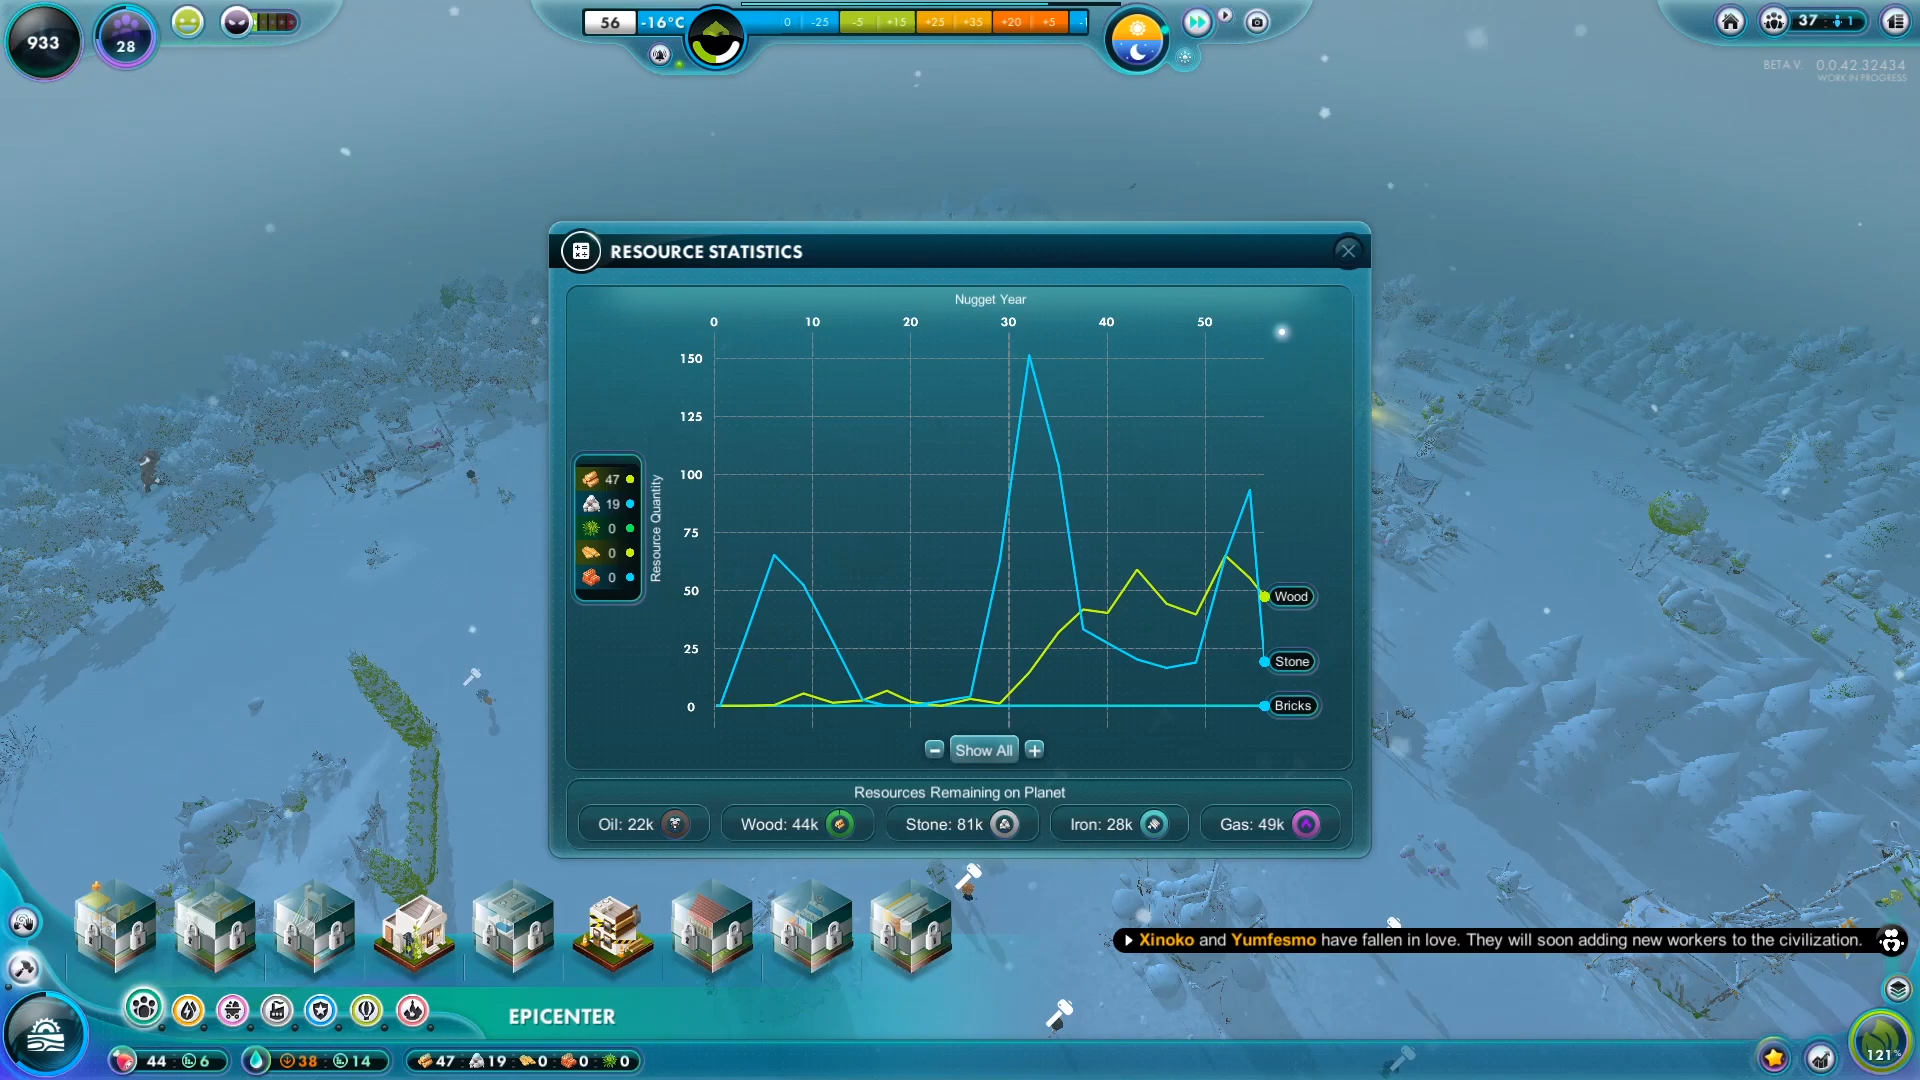 933
28
56 -16°C 0 -25 -5 +15 +25 +35 +20 +5 -1
37 1
BETA V. 0.0.42.32434
WORK IN PROGRESS
RESOURCE STATISTICS
Nugget Year
0 10 20 30 40 50
150
125
100
75
50
25
0
Resource Quantity
47
19
0
0
0
Wood
Stone
Bricks
Show All
Resources Remaining on Planet
Oil: 22k
Wood: 44k
Stone: 81k
Iron: 28k
Gas: 49k
Xinoko and Yumfesmo have fallen in love. They will soon adding new workers to the civilization.
EPICENTER
44 : 6
38 : 14
47 19 0 0 0
121%